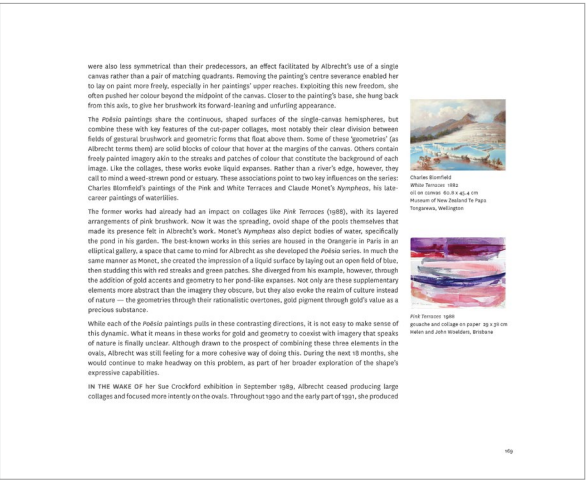 were also less symmetrical than their predecessors, an effect facilitated by Albrecht's use of a single
canvas rather than a pair of matching quadrants. Removing the painting's centre severance enabled her
to lay on paint more freely, especially in her paintings' upper reaches. Exploiting this new freedom, she
often pushed her colour beyond the midpoint of the canvas. Closer to the painting's base, she hung back
from this axis, to give her brushwork its forward-leaning and unfurling appearance.
The Poēsia paintings share the continuous, shaped surfaces of the single-canvas hemispheres, but
combine these with key features of the cut-paper collages, most notably their clear division between
fields of gestural brushwork and geometric forms that float above them. Some of these 'geometries' (as
Albrecht terms them) are solid blocks of colour that hover at the margins of the canvas. Others contain
freely painted imagery akin to the streaks and patches of colour that constitute the background of each
image. Like the collages, these works evoke liquid expanses. Rather than a river's edge, however, they
call to mind a weed-strewn pond or estuary. These associations point to two key influences on the series:
Charles Blomfield's paintings of the Pink and White Terraces and Claude Monet's Nympheas, his late-
career paintings of waterlilies.
The former works had already had an impact on collages like Pink Terraces (1988), with its layered
arrangements of pink brushwork. Now it was the spreading, ovoid shape of the pools themselves that
made its presence felt in Albrecht's work. Monet's Nympheas also depict bodies of water, specifically
the pond in his garden. The best-known works in this series are housed in the Orangerie in Paris in an
elliptical gallery, a space that came to mind for Albrecht as she developed the Poēsia series. In much the
same manner as Monet, she created the impression of a liquid surface by laying out an open field of blue,
then studding this with red streaks and green patches. She diverged from his example, however, through
the addition of gold accents and geometry to her pond-like expanses. Not only are these supplementary
elements more abstract than the imagery they obscure, but they also evoke the realm of culture instead
of nature — the geometries through their rationalistic overtones, gold pigment through gold's value as a
precious substance.
While each of the Poēsia paintings pulls in these contrasting directions, it is not easy to make sense of
this dynamic. What it means in these works for gold and geometry to coexist with imagery that speaks
of nature is finally unclear. Although drawn to the prospect of combining these three elements in the
ovals, Albrecht was still feeling for a more cohesive way of doing this. During the next 18 months, she
would continue to make headway on this problem, as part of her broader exploration of the shape's
expressive capabilities.
IN THE WAKE OF her Sue Crockford exhibition in September 1989, Albrecht ceased producing large
collages and focused more intently on the ovals. Throughout 1990 and the early part of 1991, she produced
Charles Blomfield
White Terraces 1882
oil on canvas 60.8 x 45.4 cm
Museum of New Zealand Te Papa
Tongarewa, Wellington
Pink Terraces 1988
gouache and collage on paper 29 x 30 cm
Helen and John Woelders, Brisbane
169